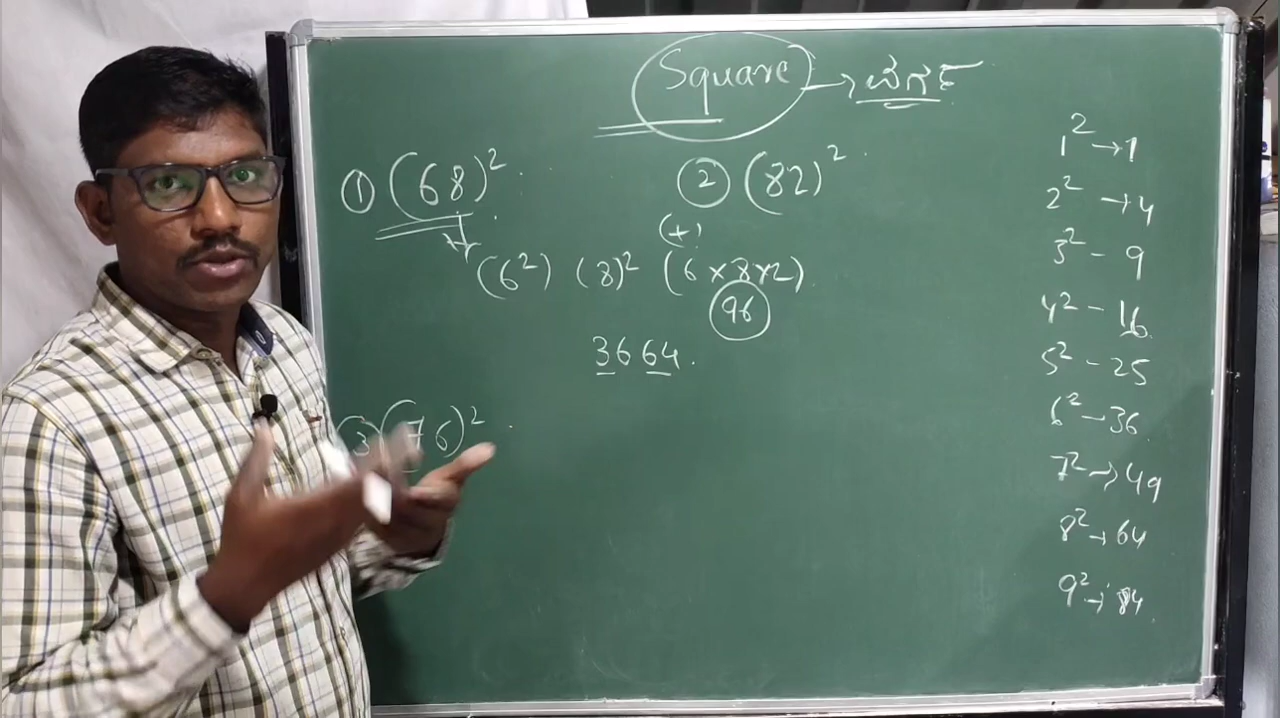 Square → ವರ್ಗ
① (68)²
② (82)²
(+)
(6²) (8)² (6×8×2)
96
3664.
③ (76)²
1² → 1
2² → 4
3² - 9
4² - 16
5² - 25
6² → 36
7² → 49
8² → 64
9² → 84